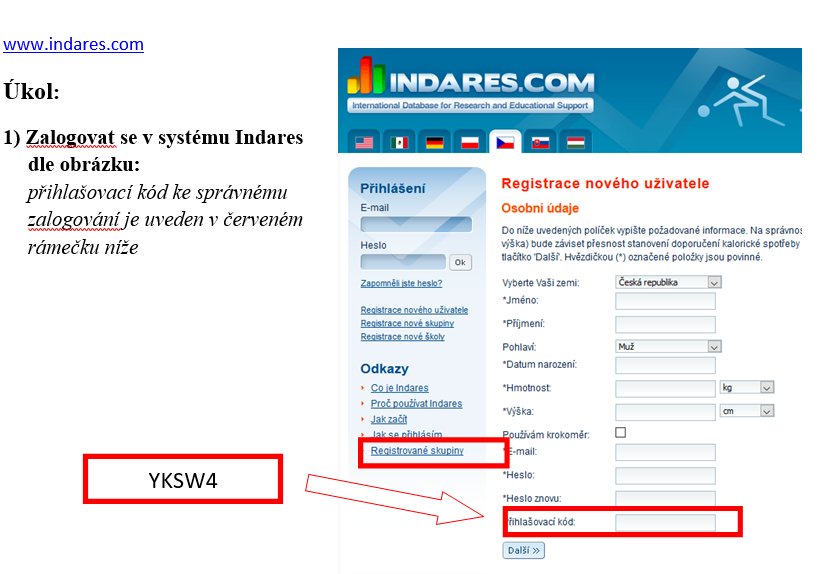 www.indares.com
Úkol:
1) Zalogovat se v systému Indares
dle obrázku:
přihlašovací kód ke správnému
zalogování je uveden v červeném
rámečku níže
YKSW4
INDARES.COM
International Database for Research and Educational Support
Přihlášení
E-mail
Heslo
Ok
Zapomněli jste heslo?
Registrace nového uživatele
Registrace nové skupiny
Registrace nové školy
Odkazy
Co je Indares
Proč používat Indares
Jak začít
Jak se přihlásím
Registrované skupiny
Registrace nového uživatele
Osobní údaje
Do níže uvedených políček vypište požadované informace. Na správnos
výška) bude záviset přesnost stanovení doporučení kalorické spotřeby
tlačítko 'Další'. Hvězdičkou (*) označené položky jsou povinné.
Vyberte Vaši zemi: Česká republika
*Jméno:
*Příjmení:
Pohlaví: Muž
*Datum narození:
*Hmotnost: kg
*Výška: cm
Používám krokoměr:
*E-mail:
*Heslo:
*Heslo znovu:
řihlašovací kód:
Další »